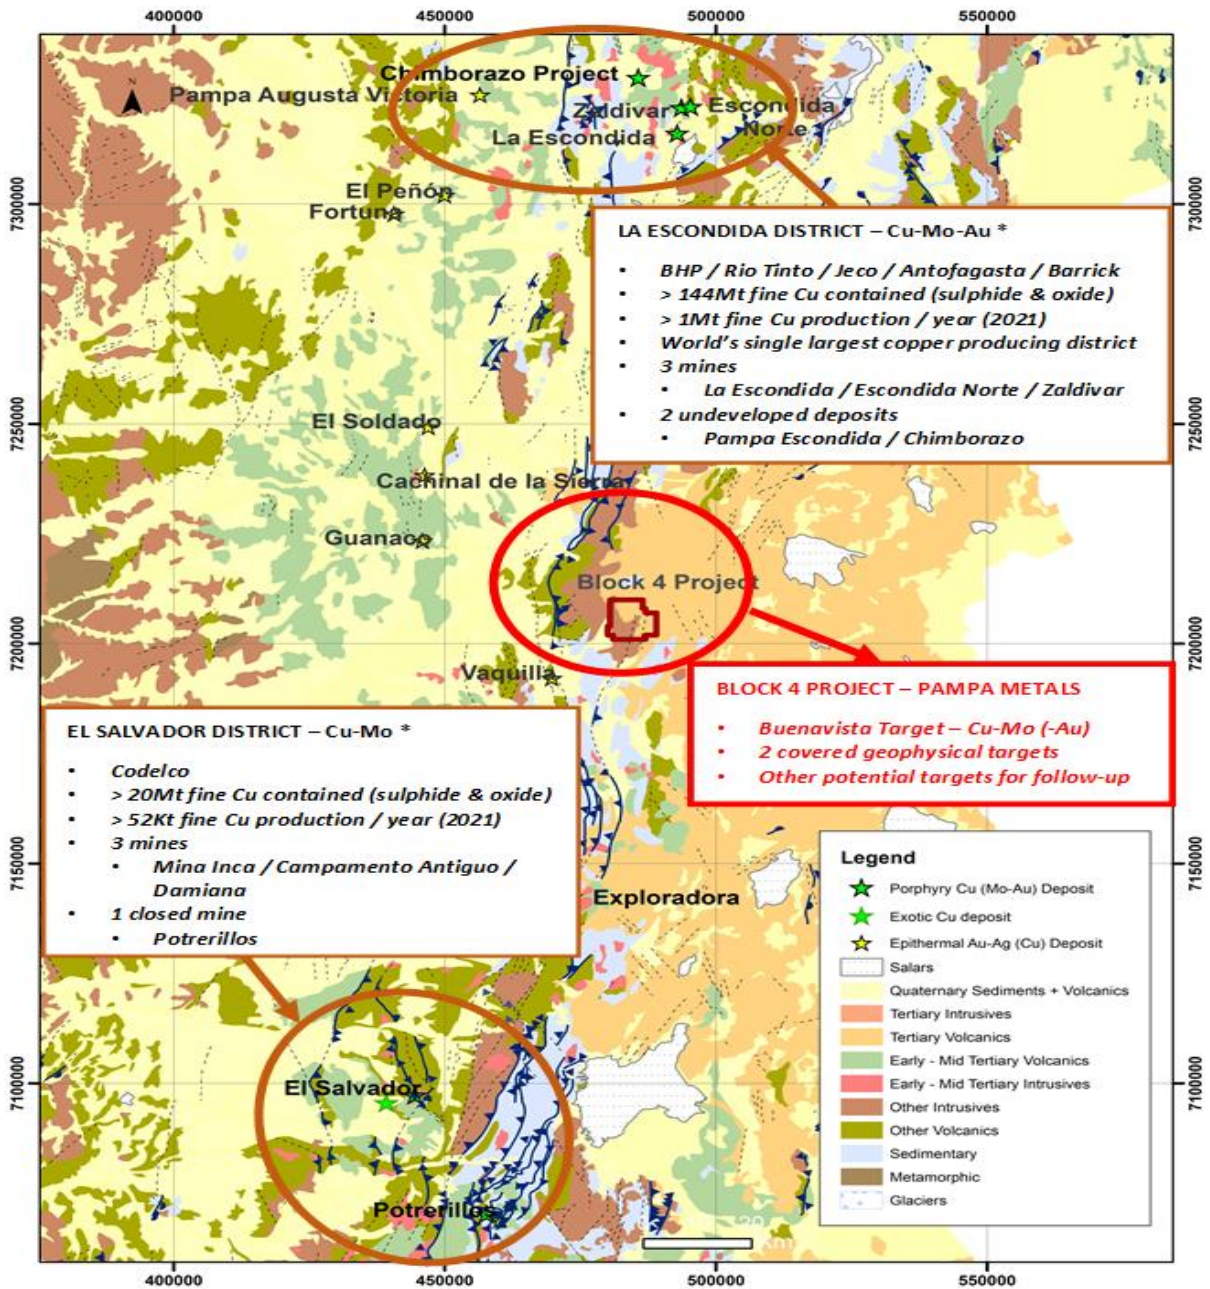 400000 450000 500000 550000
Chimborazo Project
Pampa Augusta Victoria
Zaldivar
Escondida
Norte
La Escondida
El Peñón
Fortuna
7300000
7300000
LA ESCONDIDA DISTRICT – Cu-Mo-Au *
• BHP / Rio Tinto / Jeco / Antofagasta / Barrick
• > 144Mt fine Cu contained (sulphide & oxide)
• > 1Mt fine Cu production / year (2021)
• World's single largest copper producing district
• 3 mines
• La Escondida / Escondida Norte / Zaldivar
• 2 undeveloped deposits
• Pampa Escondida / Chimborazo
El Soldado
7250000
7250000
Cachinal de la Sierra
Guanaco
Block 4 Project
7200000
7200000
Vaquilla
BLOCK 4 PROJECT – PAMPA METALS
• Buenavista Target – Cu-Mo (-Au)
• 2 covered geophysical targets
• Other potential targets for follow-up
EL SALVADOR DISTRICT – Cu-Mo *
• Codelco
• > 20Mt fine Cu contained (sulphide & oxide)
• > 52Kt fine Cu production / year (2021)
• 3 mines
• Mina Inca / Campamento Antiguo /
Damiana
• 1 closed mine
• Potrerillos
7150000
7150000
Exploradora
Legend
Porphyry Cu (Mo-Au) Deposit
Exotic Cu deposit
Epithermal Au-Ag (Cu) Deposit
Salars
Quaternary Sediments + Volcanics
Tertiary Intrusives
Tertiary Volcanics
Early - Mid Tertiary Volcanics
Early - Mid Tertiary Intrusives
Other Intrusives
Other Volcanics
Sedimentary
Metamorphic
Glaciers
7100000
7100000
El Salvador
Potrerillos
400000 450000 500000 550000